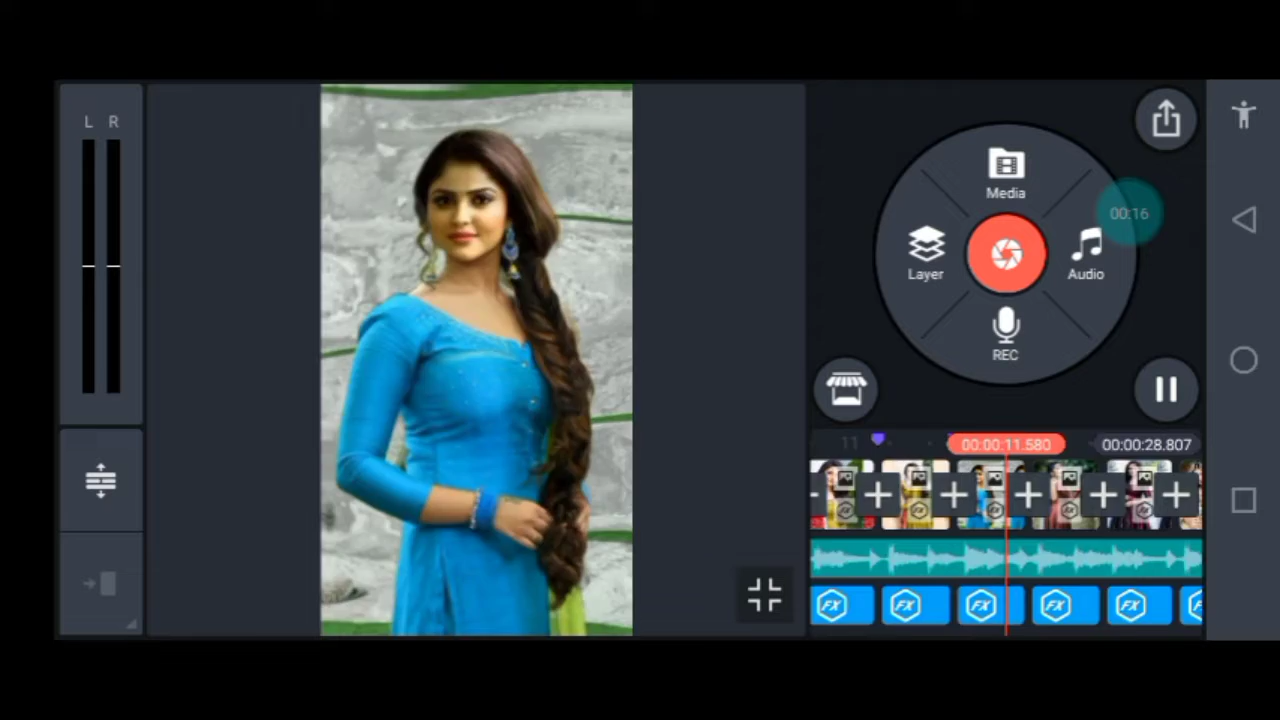 L R
Media
00:16
Layer
Audio
REC
11
00:00:11.580
00:00:28.807
FX
FX
FX
FX
FX